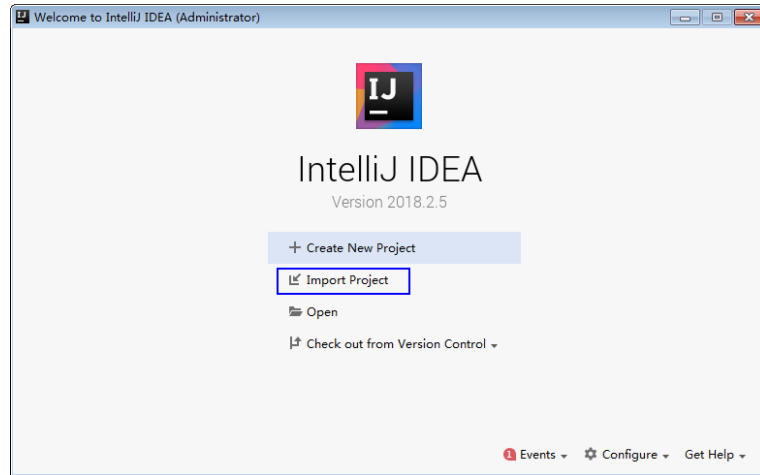 Welcome to IntelliJ IDEA (Administrator)
IJ
IntelliJ IDEA
Version 2018.2.5
Create New Project
Import Project
Open
Check out from Version Control
1 Events Configure Get Help